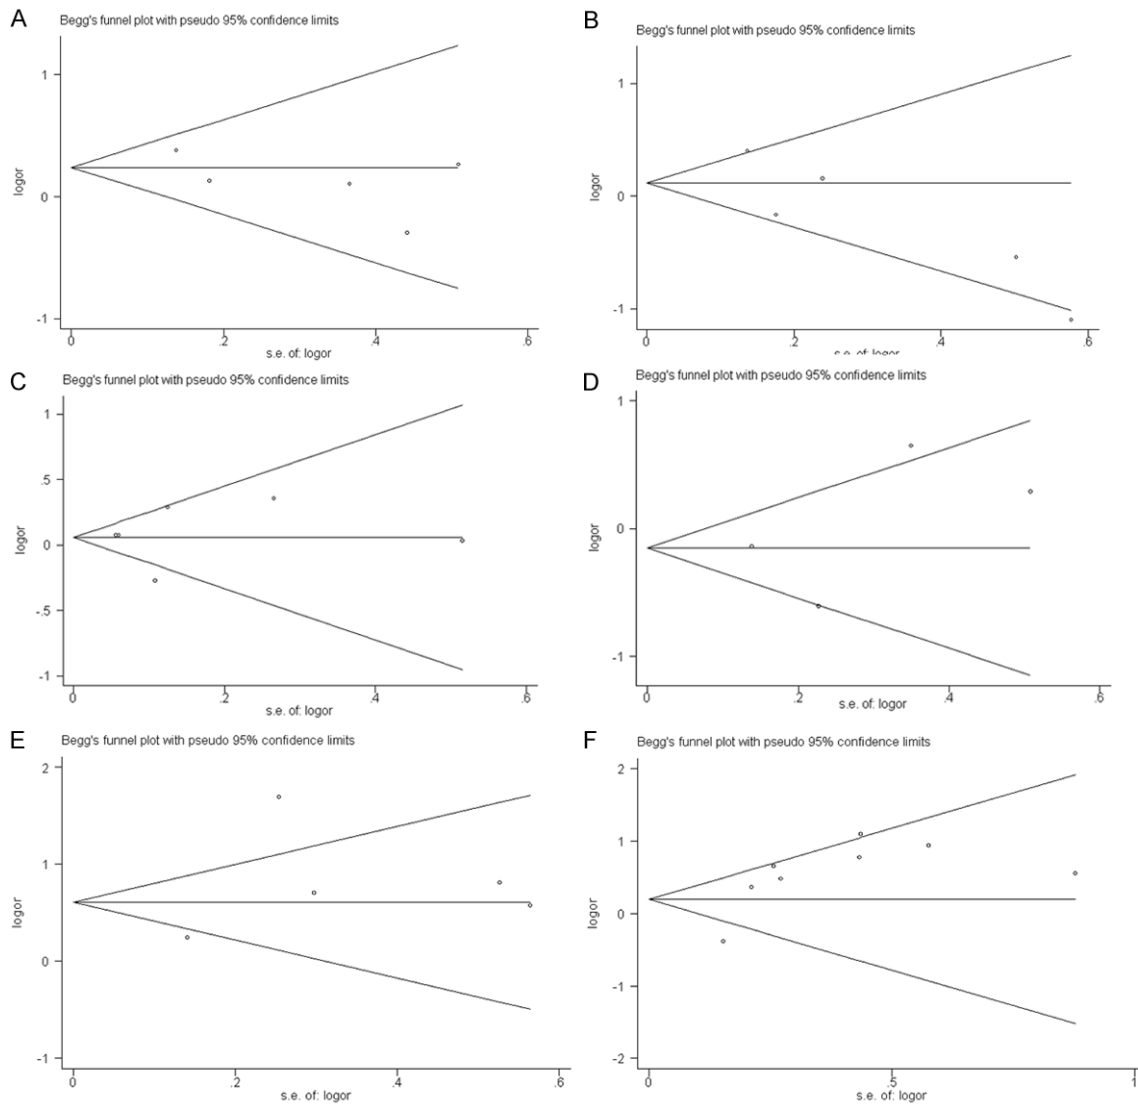 A
Begg's funnel plot with pseudo 95% confidence limits
logor
1
0
-1
0 .2 .4 .6
s.e. of: logor
B
Begg's funnel plot with pseudo 95% confidence limits
logor
1
0
-1
0 .2 .4 .6
s.e. of: logor
C
Begg's funnel plot with pseudo 95% confidence limits
logor
1
.5
0
-.5
-1
0 .2 .4 .6
s.e. of: logor
D
Begg's funnel plot with pseudo 95% confidence limits
logor
1
0
-1
0 .2 .4 .6
s.e. of: logor
E
Begg's funnel plot with pseudo 95% confidence limits
logor
2
1
0
-1
0 .2 .4 .6
s.e. of: logor
F
Begg's funnel plot with pseudo 95% confidence limits
logor
2
1
0
-1
-2
0 .5 1
s.e. of: logor